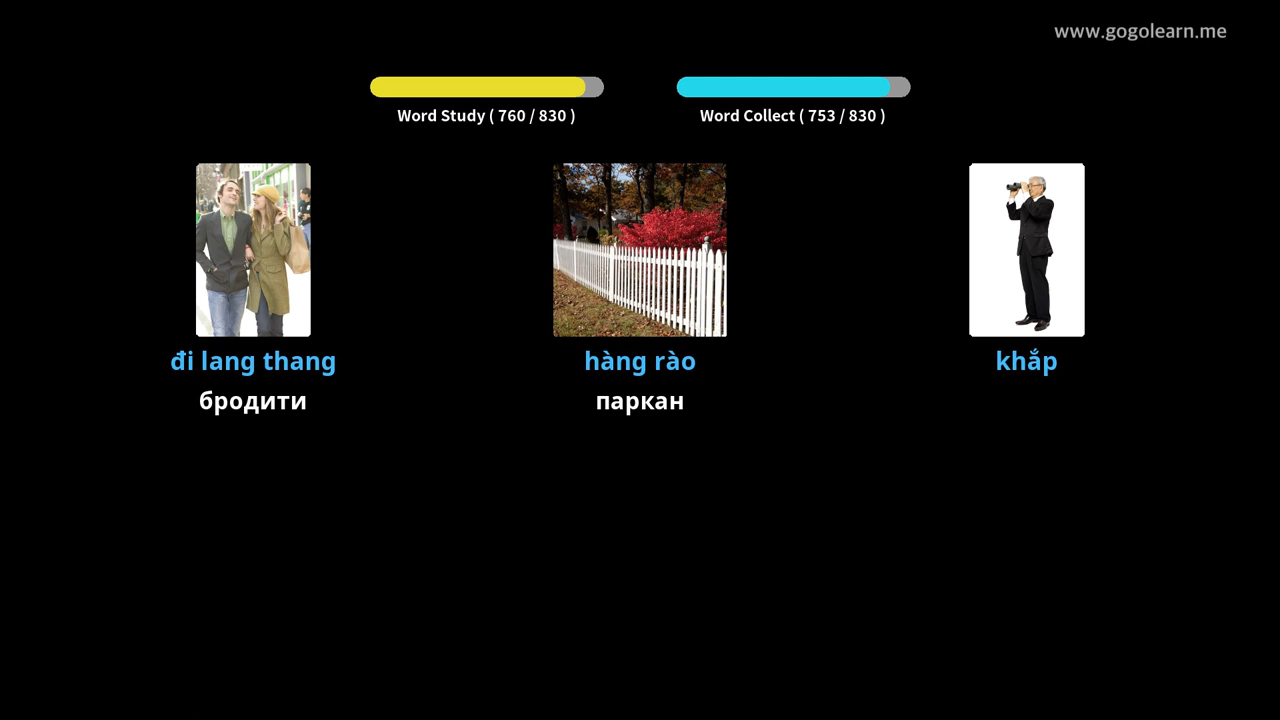 www.gogolearn.me
Word Study ( 760 / 830 )
Word Collect ( 753 / 830 )
đi lang thang
hàng rào
khắp
бродити
паркан